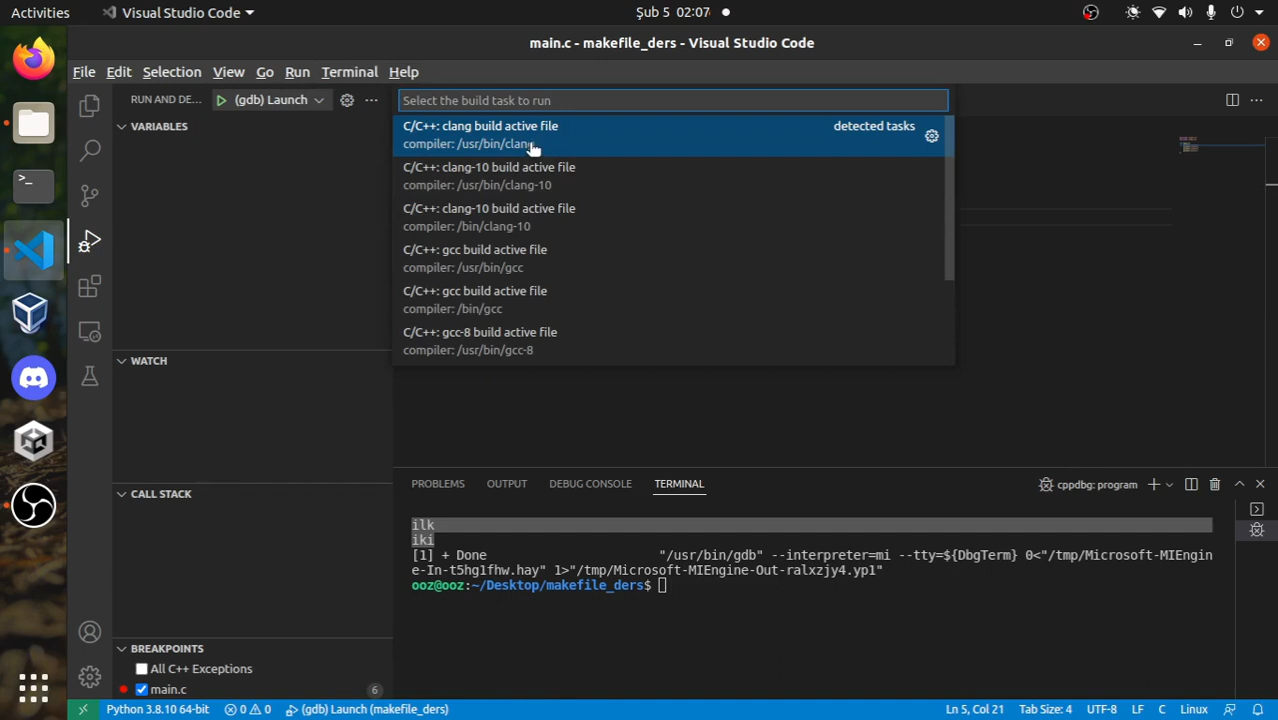 Activities
Visual Studio Code
Şub 5 02:07
main.c - makefile_ders - Visual Studio Code
File Edit Selection View Go Run Terminal Help
RUN AND DE...
(gdb) Launch
Select the build task to run
C/C++: clang build active file
detected tasks
compiler: /usr/bin/clang
C/C++: clang-10 build active file
compiler: /usr/bin/clang-10
C/C++: clang-10 build active file
compiler: /bin/clang-10
C/C++: gcc build active file
compiler: /usr/bin/gcc
C/C++: gcc build active file
compiler: /bin/gcc
C/C++: gcc-8 build active file
compiler: /usr/bin/gcc-8
VARIABLES
WATCH
CALL STACK
BREAKPOINTS
All C++ Exceptions
main.c 6
PROBLEMS OUTPUT DEBUG CONSOLE TERMINAL
cppdbg: program
ilk
iki
[1] + Done "/usr/bin/gdb" --interpreter=mi --tty=${DbgTerm} 0<"/tmp/Microsoft-MIEngin
e-In-t5hg1fhw.hay" 1>"/tmp/Microsoft-MIEngine-Out-ralxzjy4.yp1"
ooz@ooz:~/Desktop/makefile_ders$
Python 3.8.10 64-bit 0 0 (gdb) Launch (makefile_ders) Ln 5, Col 21 Tab Size: 4 UTF-8 LF C Linux